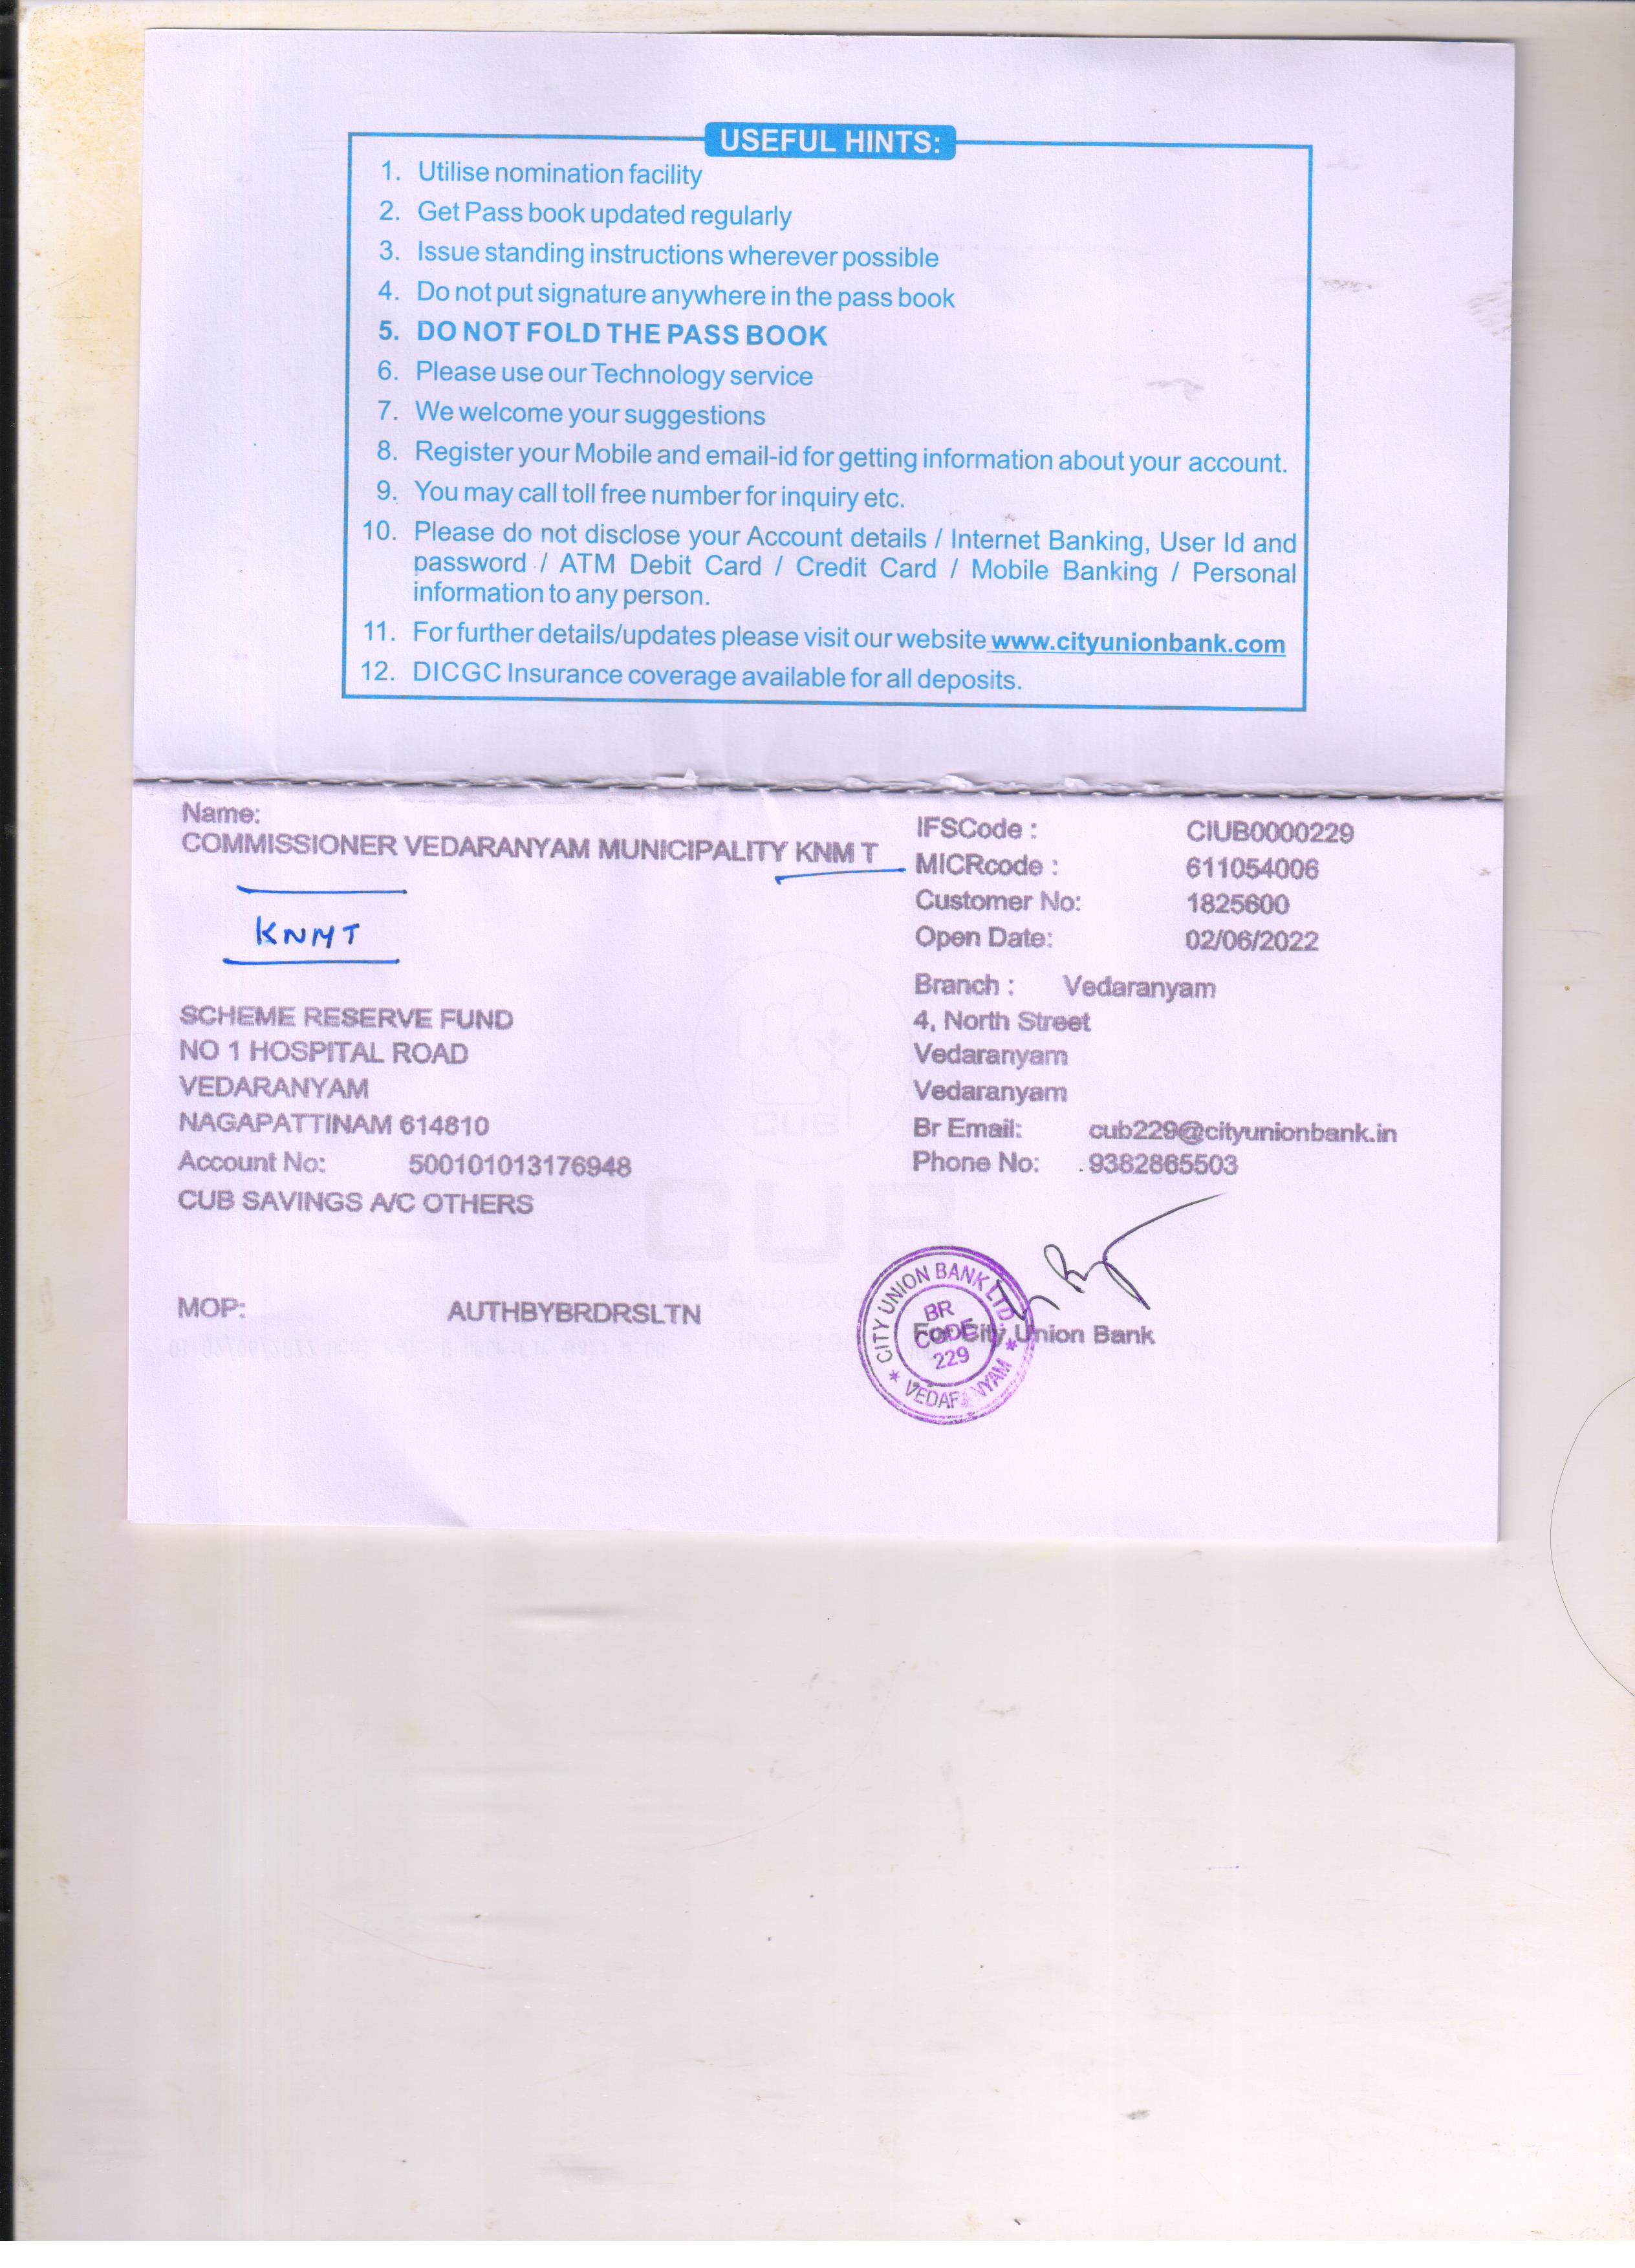 USEFUL HINTS:
1. Utilise nomination facility
2. Get Pass book updated regularly
3. Issue standing instructions wherever possible
4. Do not put signature anywhere in the pass book
5. DO NOT FOLD THE PASS BOOK
6. Please use our Technology service
7. We welcome your suggestions
8. Register your Mobile and email-id for getting information about your account.
9. You may call toll free number for inquiry etc.
10. Please do not disclose your Account details / Internet Banking, User Id and
password / ATM Debit Card / Credit Card / Mobile Banking / Personal
information to any person.
11. For further details/updates please visit our website www.cityunionbank.com
12. DICGC Insurance coverage available for all deposits.
Name:
COMMISSIONER VEDARANYAM MUNICIPALITY KNM T
KNMT
SCHEME RESERVE FUND
NO 1 HOSPITAL ROAD
VEDARANYAM
NAGAPATTINAM 614810
Account No: 500101013176948
CUB SAVINGS A/C OTHERS
MOP: AUTHBYBRDRSLTN
IFSCode : CIUB0000229
MICRcode : 611054006
Customer No: 1825600
Open Date: 02/06/2022
Branch : Vedaranyam
4, North Street
Vedaranyam
Vedaranyam
Br Email: cub229@cityunionbank.in
Phone No: 9382865503
For City Union Bank
CITY UNION BANK LTD.
BR
CODE
229
* VEDARANYAM *
CUB